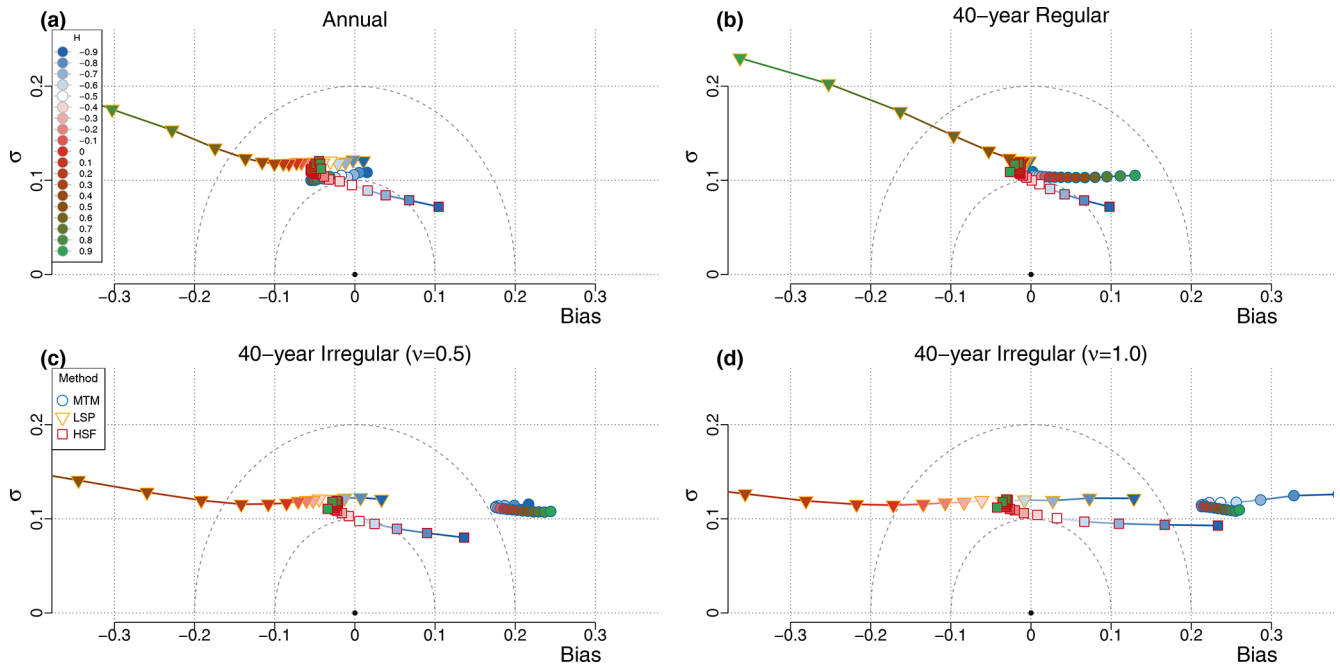 (a)
Annual
H
−0.9
−0.8
−0.7
−0.6
−0.5
−0.4
−0.3
−0.2
−0.1
0
0.1
0.2
0.3
0.4
0.5
0.6
0.7
0.8
0.9
σ
0.2
0.1
0
−0.3
−0.2
−0.1
0
0.1
0.2
0.3
Bias
(b)
40−year Regular
σ
0.2
0.1
0
−0.3
−0.2
−0.1
0
0.1
0.2
0.3
Bias
(c)
40−year Irregular (ν=0.5)
Method
MTM
LSP
HSF
σ
0.2
0.1
0
−0.3
−0.2
−0.1
0
0.1
0.2
0.3
Bias
(d)
40−year Irregular (ν=1.0)
σ
0.2
0.1
0
−0.3
−0.2
−0.1
0
0.1
0.2
0.3
Bias